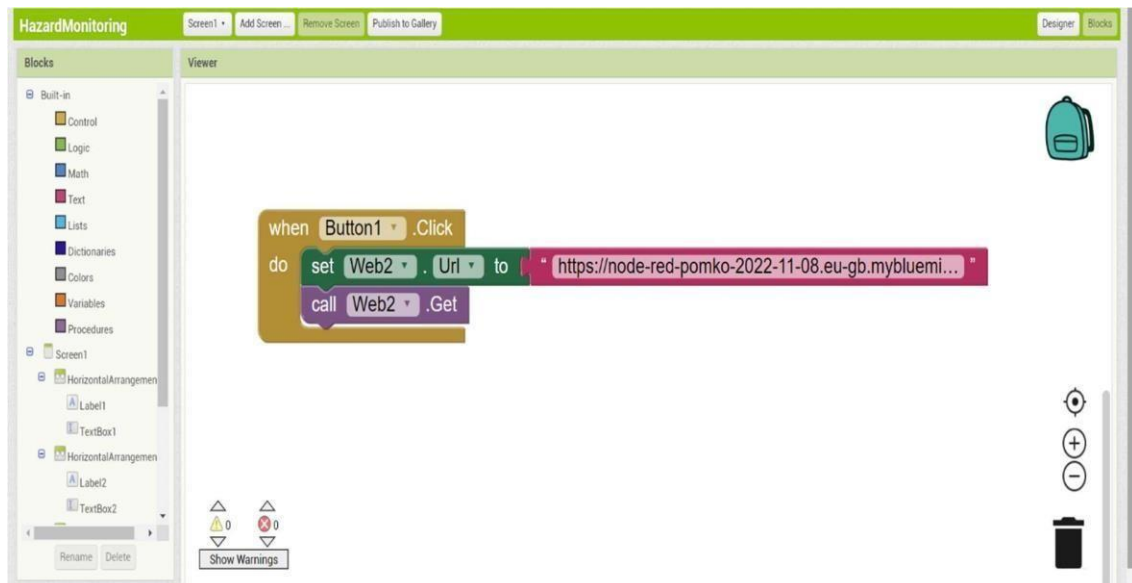 HazardMonitoring
Screen1
Add Screen ...
Remove Screen
Publish to Gallery
Designer
Blocks
Blocks
Viewer
Built-in
Control
Logic
Math
Text
Lists
Dictionaries
Colors
Variables
Procedures
Screen1
HorizontalArrangemen
A Label1
TextBox1
HorizontalArrangemen
A Label2
TextBox2
Rename
Delete
when Button1 .Click
do set Web2 . Url to " https://node-red-pomko-2022-11-08.eu-gb.mybluemi... "
call Web2 .Get
0
0
Show Warnings